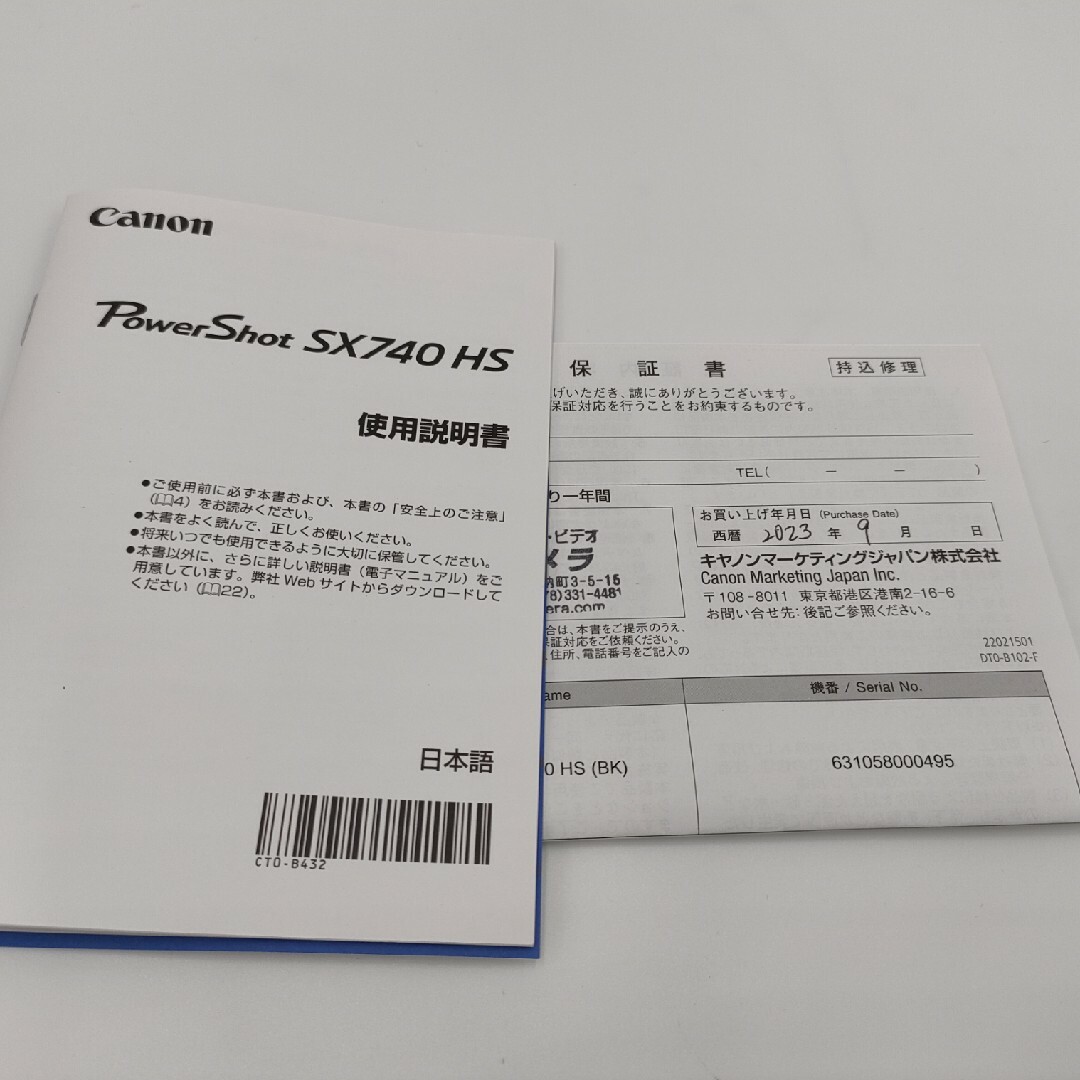 Canon
PowerShot SX740 HS
使用説明書
●ご使用前に必ず本書および、本書の「安全上のご注意」
(📖4)をお読みください。
●本書をよく読んで、正しくお使いください。
●将来いつでも使用できるように大切に保管してください。
●本書以外に、さらに詳しい説明書(電子マニュアル)をご
用意しています。弊社 Web サイトからダウンロードして
ください(📖22)。
日本語
CT0-B432
保証書
持込修理
げいただき、誠にありがとうございます。
保証対応を行うことをお約束するものです。
TEL( — — )
り一年間
・ビデオ
メラ
町3-5-16
78)331-4481
era.com
お買い上げ年月日 (Purchase Date)
西暦 2023 年 9 月 日
キヤノンマーケティングジャパン株式会社
Canon Marketing Japan Inc.
〒108-8011 東京都港区港南2-16-6
お問い合せ先:後記ご参照ください。
合は、本書をご提示のうえ、
保証対応をご依頼ください。
住所、電話番号をご記入の
22021501
DT0-B102-F
ame
機番 / Serial No.
0 HS (BK)
631058000495